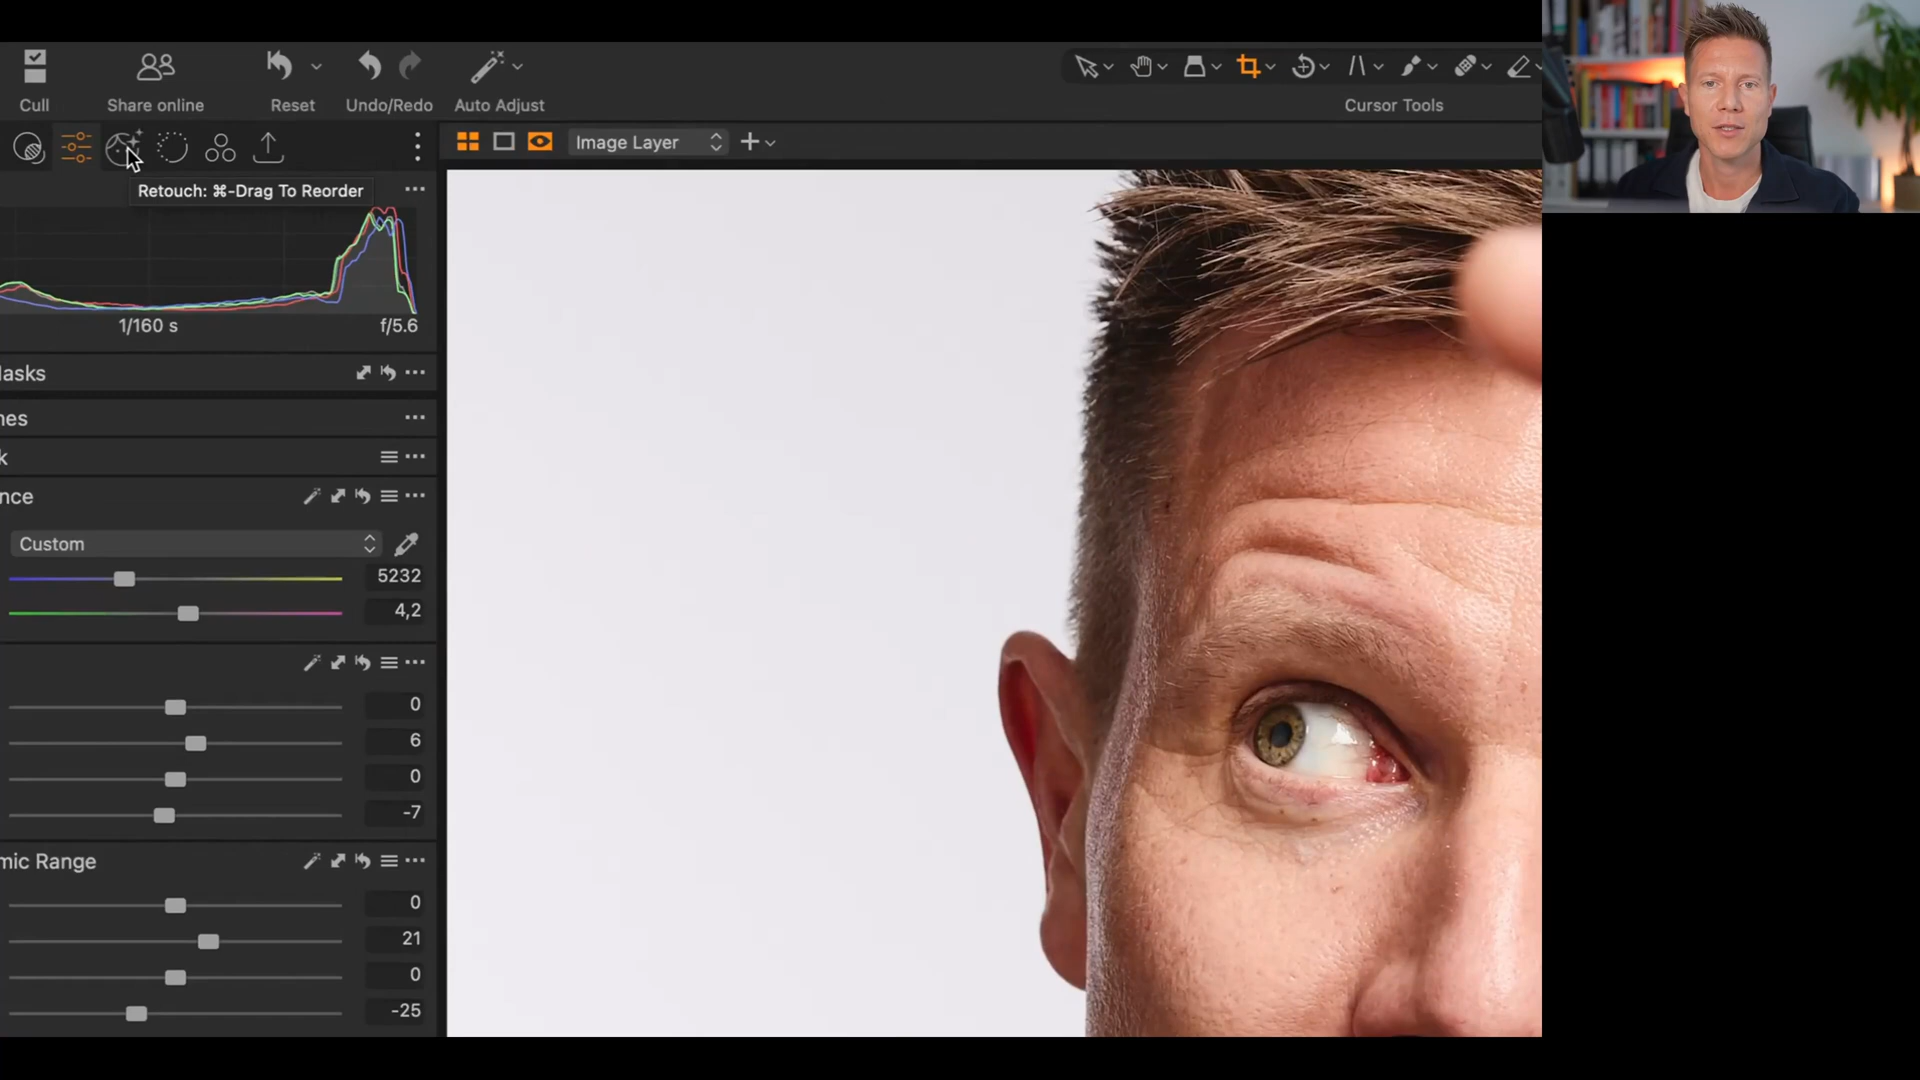 Cull
Share online
Reset
Undo/Redo
Auto Adjust
Cursor Tools
Image Layer
Retouch: ⌘-Drag To Reorder
1/160 s
f/5.6
lasks
nes
k
nce
Custom
5232
4,2
0
6
0
-7
mic Range
0
21
0
-25